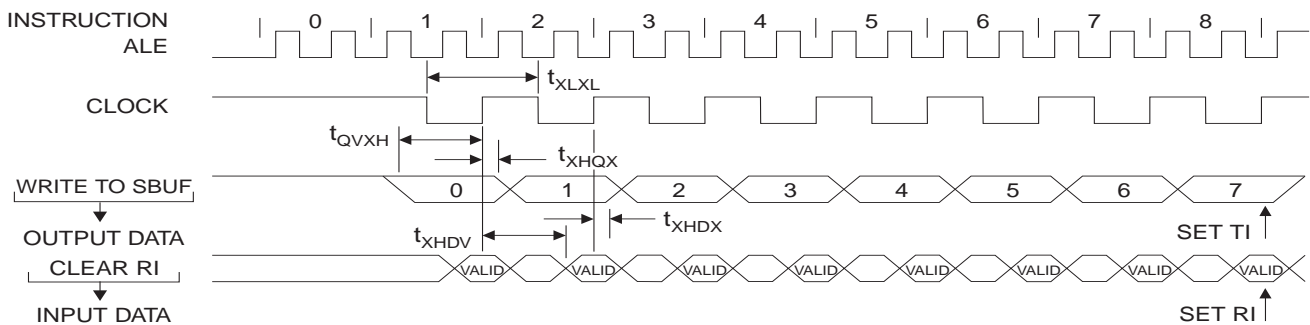 INSTRUCTION 0 1 2 3 4 5 6 7 8
ALE
tXLXL
CLOCK
tQVXH
tXHQX
WRITE TO SBUF 0 1 2 3 4 5 6 7
tXHDV tXHDX SET TI
OUTPUT DATA
CLEAR RI VALID VALID VALID VALID VALID VALID VALID VALID
INPUT DATA SET RI